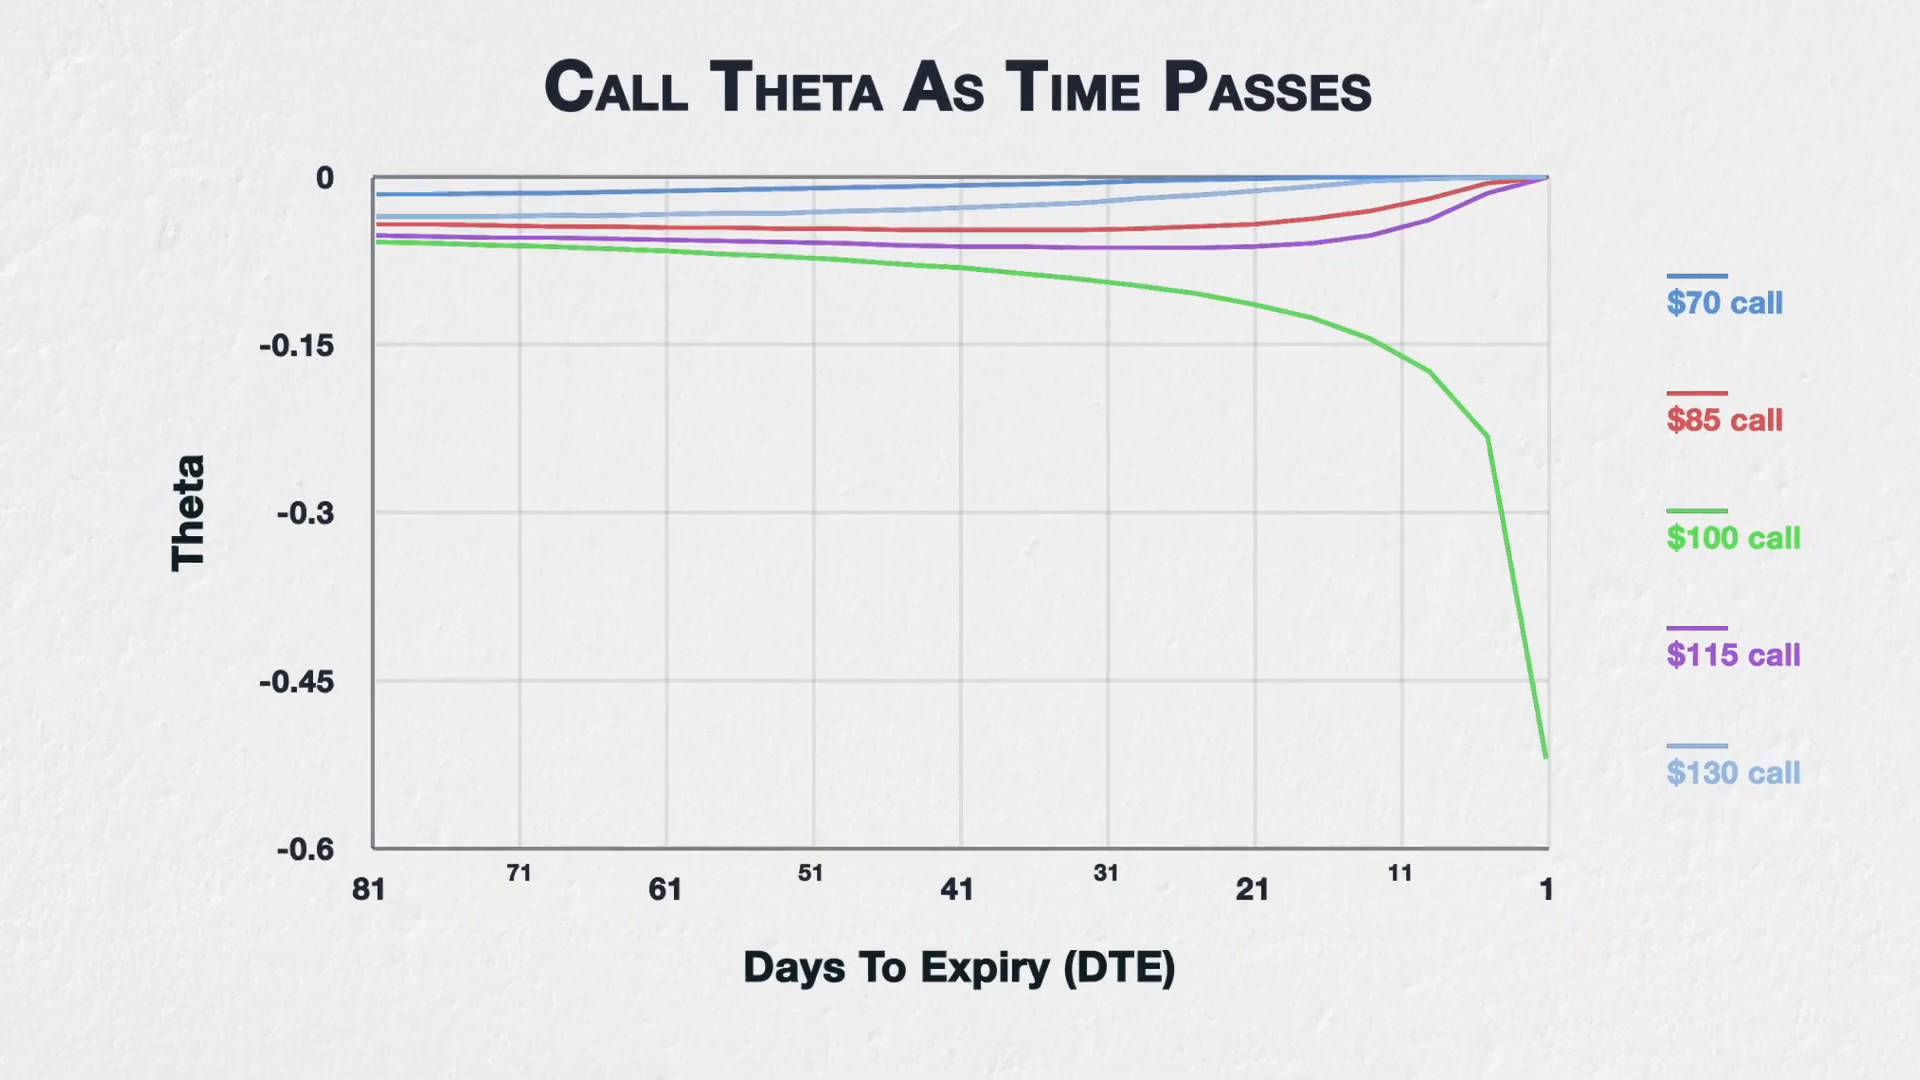 Call Theta As Time Passes
0
-0.15
-0.3
-0.45
-0.6
Theta
81
71
61
51
41
31
21
11
1
Days To Expiry (DTE)
$70 call
$85 call
$100 call
$115 call
$130 call